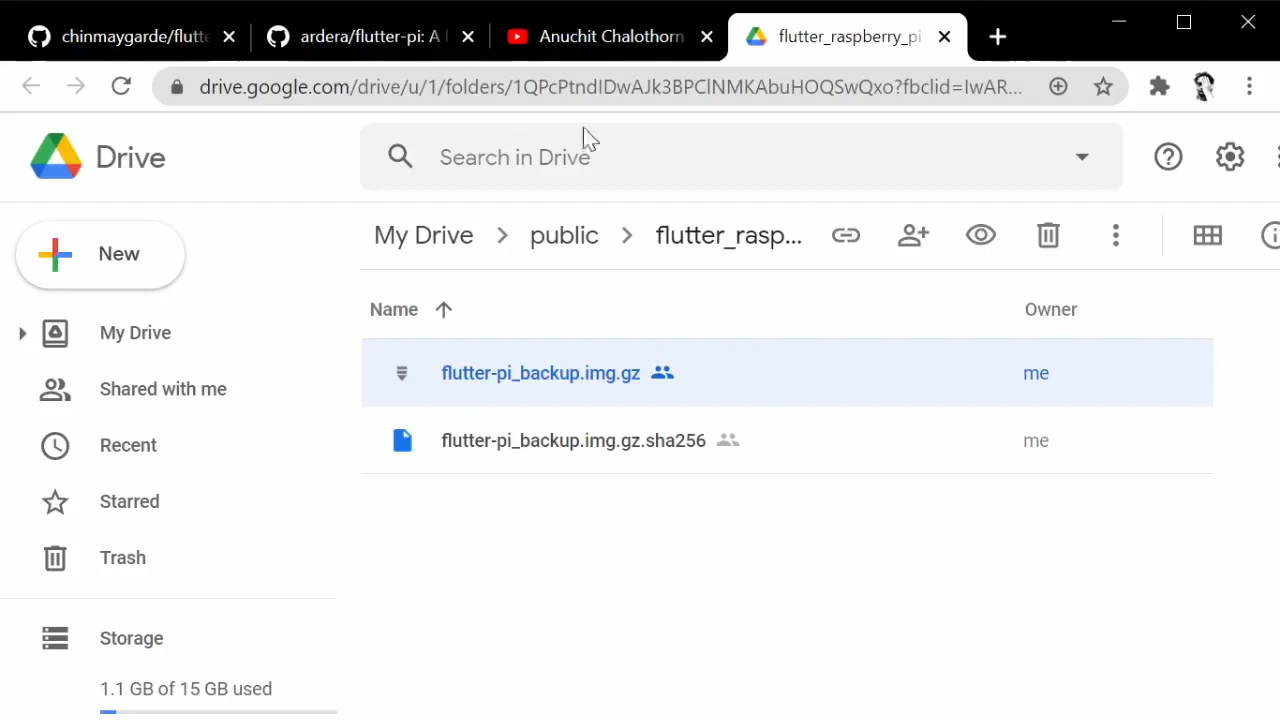 chinmaygarde/flutte
ardera/flutter-pi: A
Anuchit Chalothorn
flutter_raspberry_pi
drive.google.com/drive/u/1/folders/1QPcPtndIDwAJk3BPClNMKAbuHOQSwQxo?fbclid=IwAR...
Drive
Search in Drive
New
My Drive > public > flutter_rasp...
Name
Owner
flutter-pi_backup.img.gz
me
flutter-pi_backup.img.gz.sha256
me
My Drive
Shared with me
Recent
Starred
Trash
Storage
1.1 GB of 15 GB used